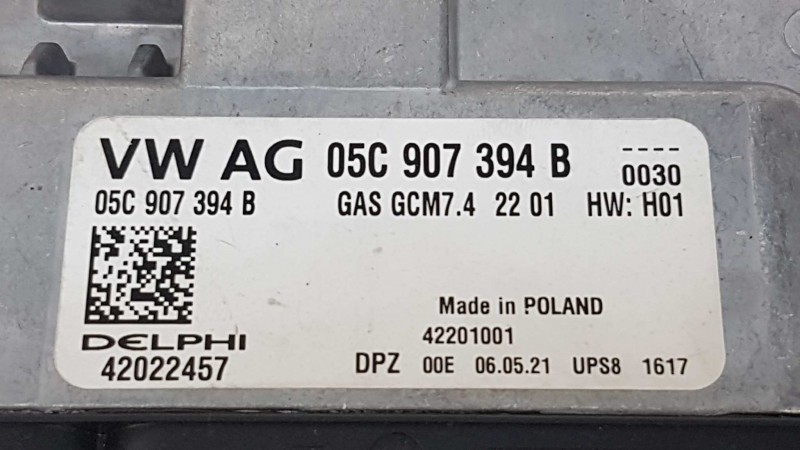 VW AG 05C 907 394 B ----
0030
05C 907 394 B GAS GCM7.4 22 01 HW: H01
Made in POLAND
DELPHI 42201001
42022457 DPZ 00E 06.05.21 UPS8 1617